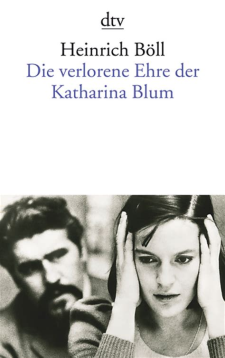 dtv
Heinrich Böll
Die verlorene Ehre der
Katharina Blum